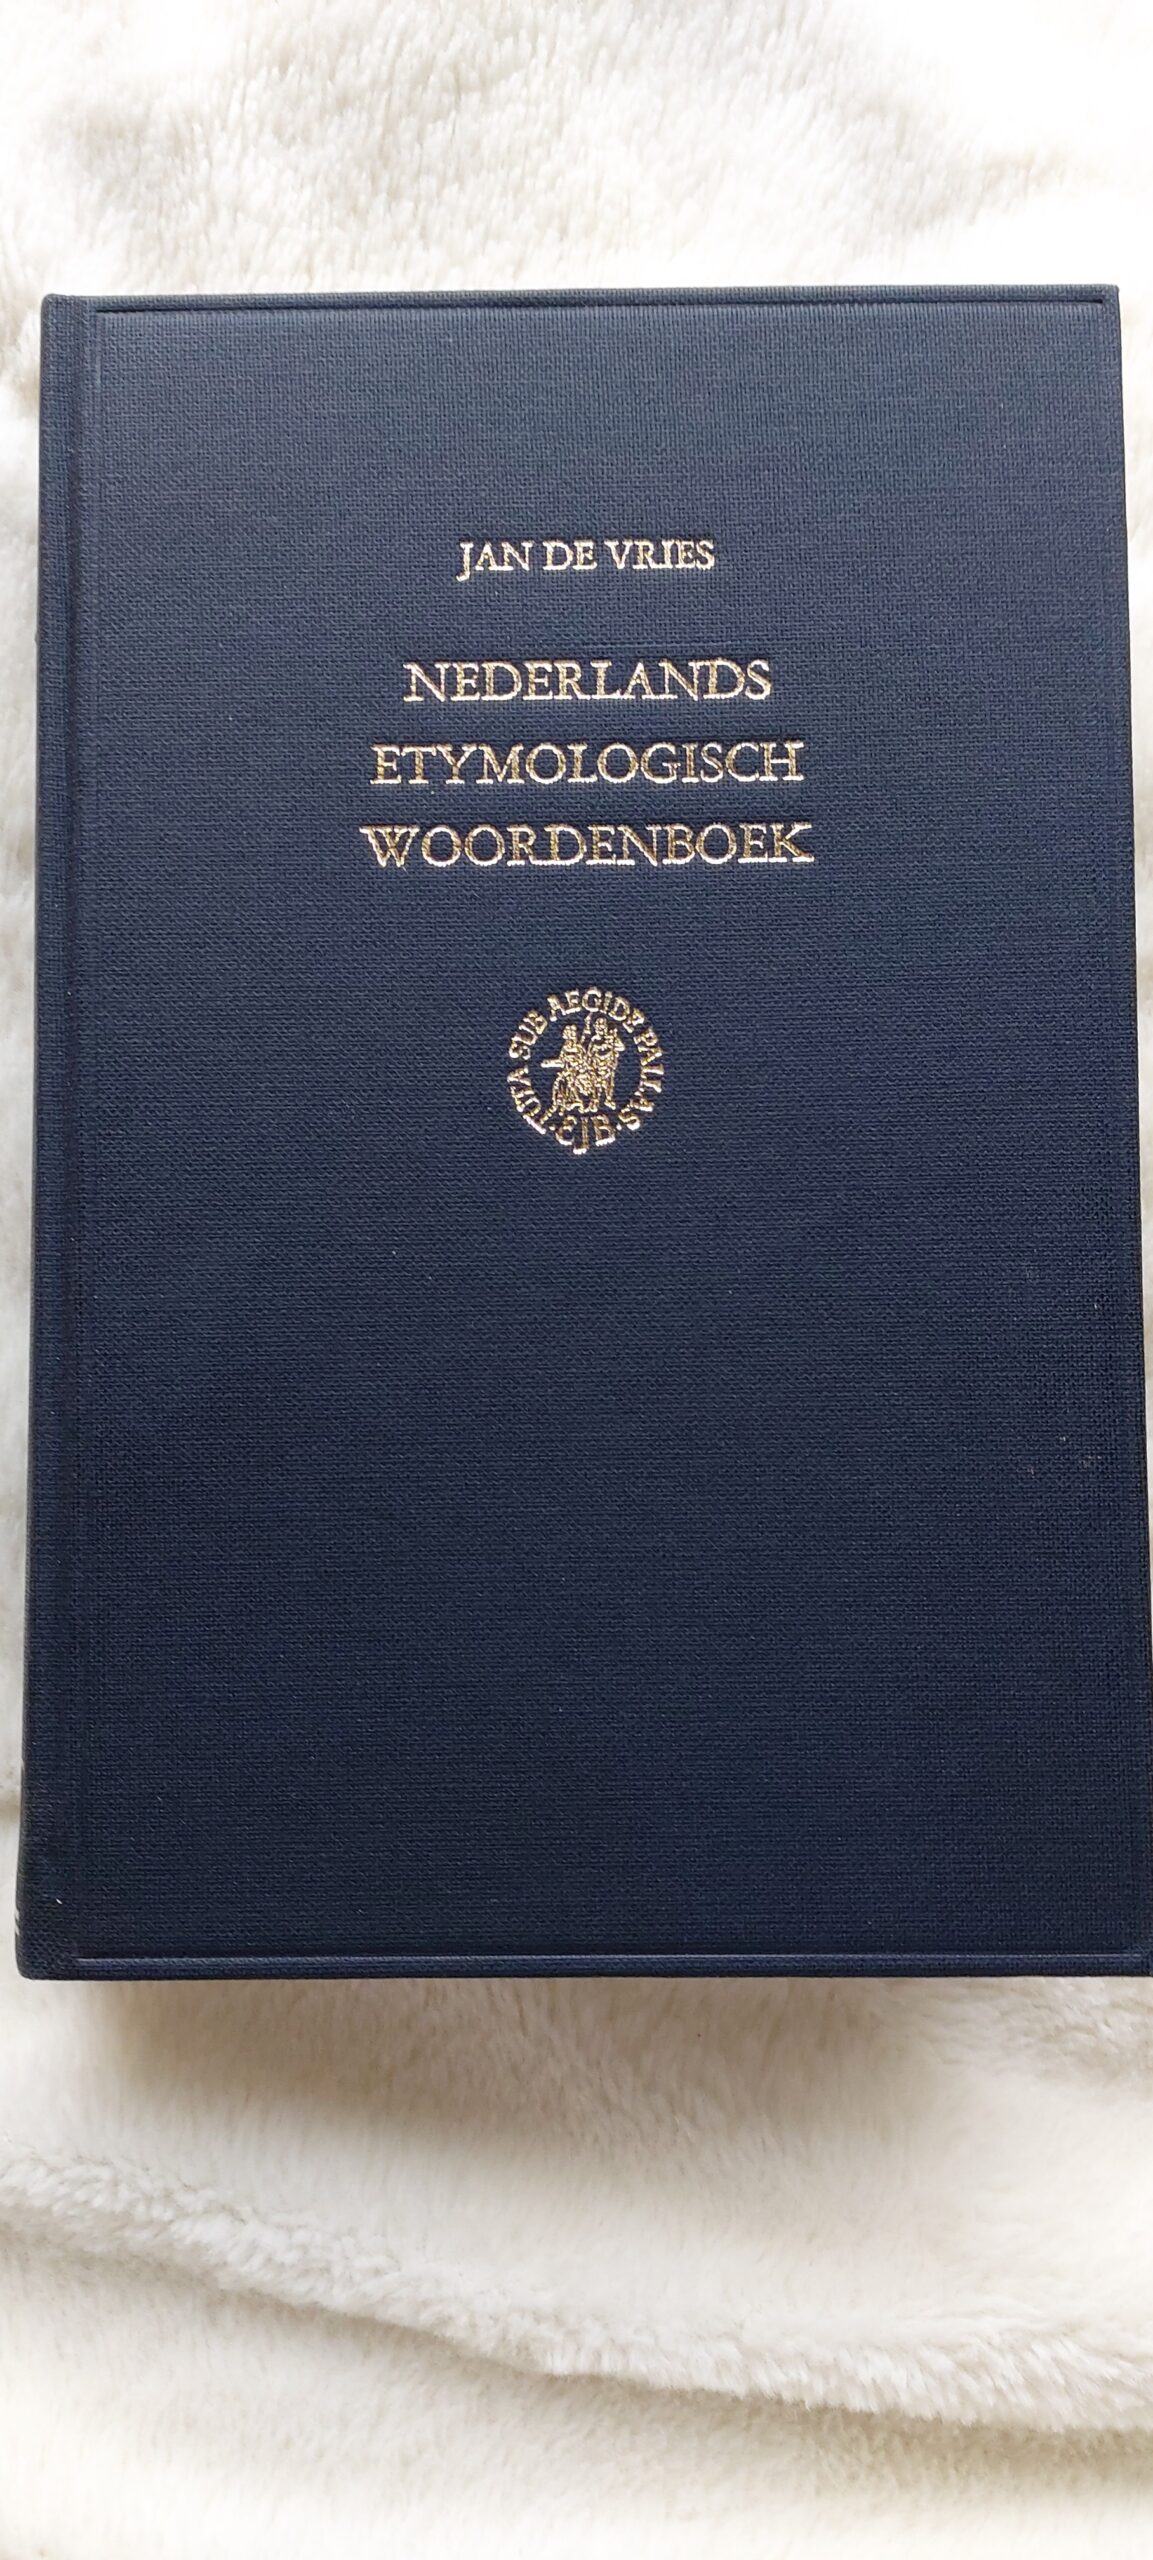 JAN DE VRIES
NEDERLANDS
ETYMOLOGISCH
WOORDENBOEK
TUTA SUB AEGIDE PALLAS
·EJB·